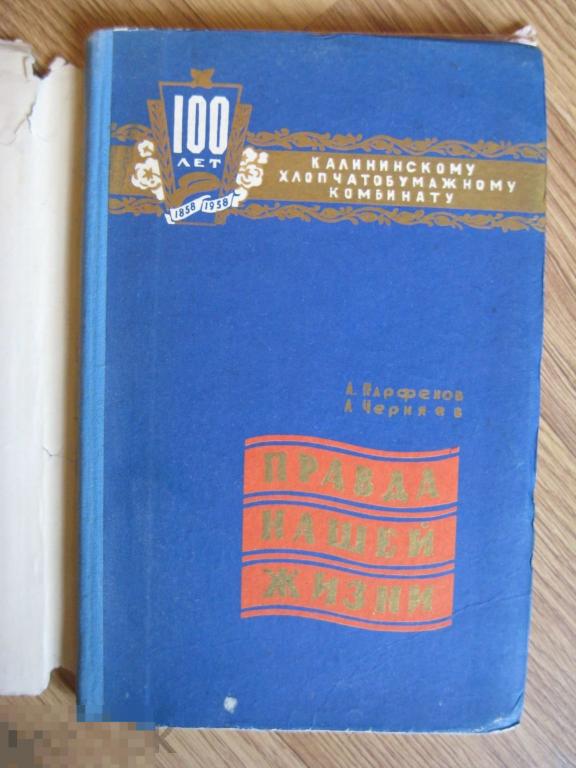 100
ЛЕТ
1858 1958
КАЛИНИНСКОМУ
ХЛОПЧАТОБУМАЖНОМУ
КОМБИНАТУ
А. Парфенов
А. Черняев
ПРАВДА
НАШЕЙ
ЖИЗНИ